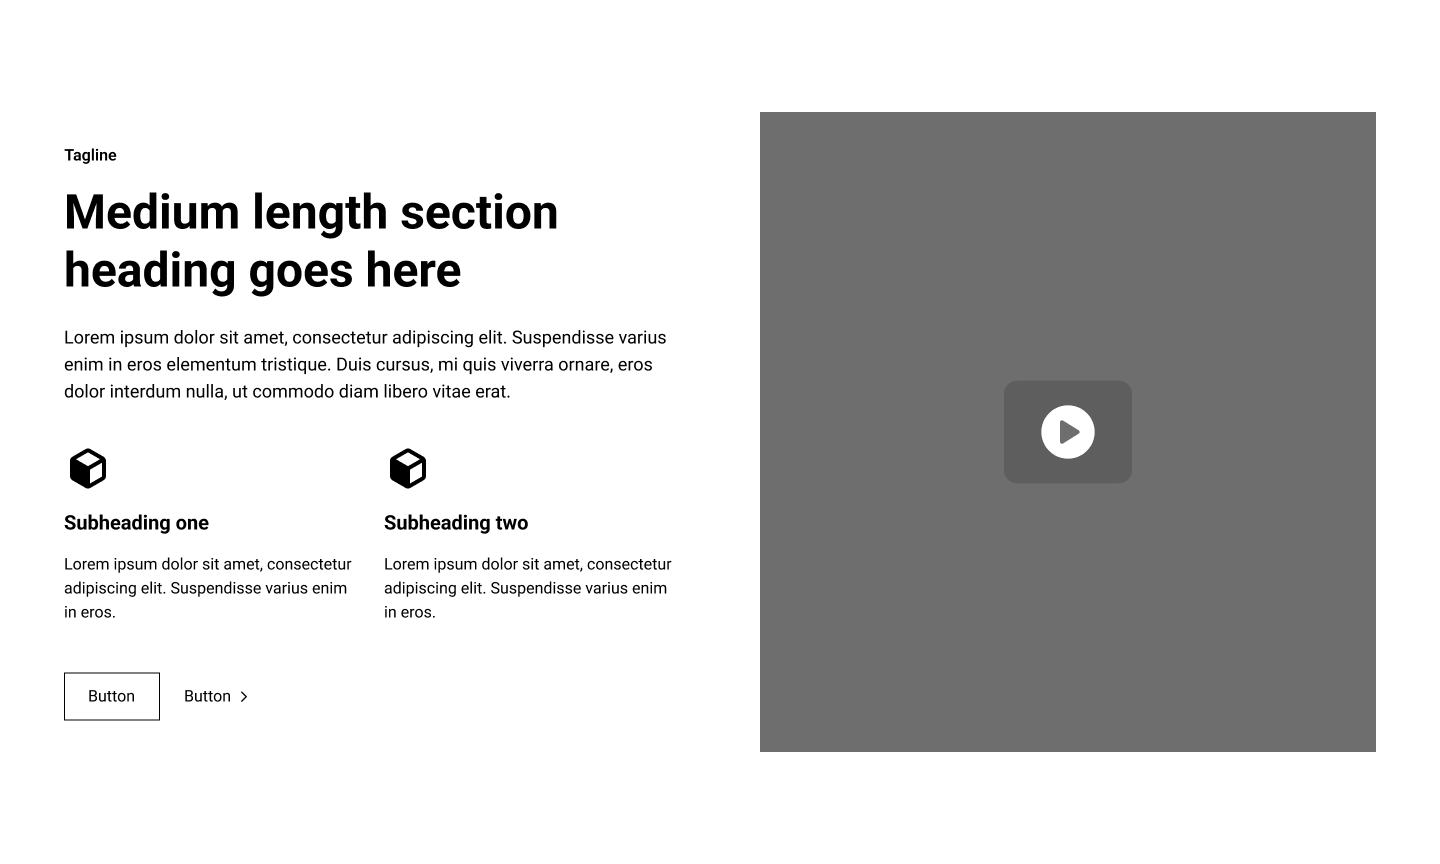 Tagline
Medium length section
heading goes here
Lorem ipsum dolor sit amet, consectetur adipiscing elit. Suspendisse varius
enim in eros elementum tristique. Duis cursus, mi quis viverra ornare, eros
dolor interdum nulla, ut commodo diam libero vitae erat.
Subheading one
Lorem ipsum dolor sit amet, consectetur
adipiscing elit. Suspendisse varius enim
in eros.
Subheading two
Lorem ipsum dolor sit amet, consectetur
adipiscing elit. Suspendisse varius enim
in eros.
Button
Button